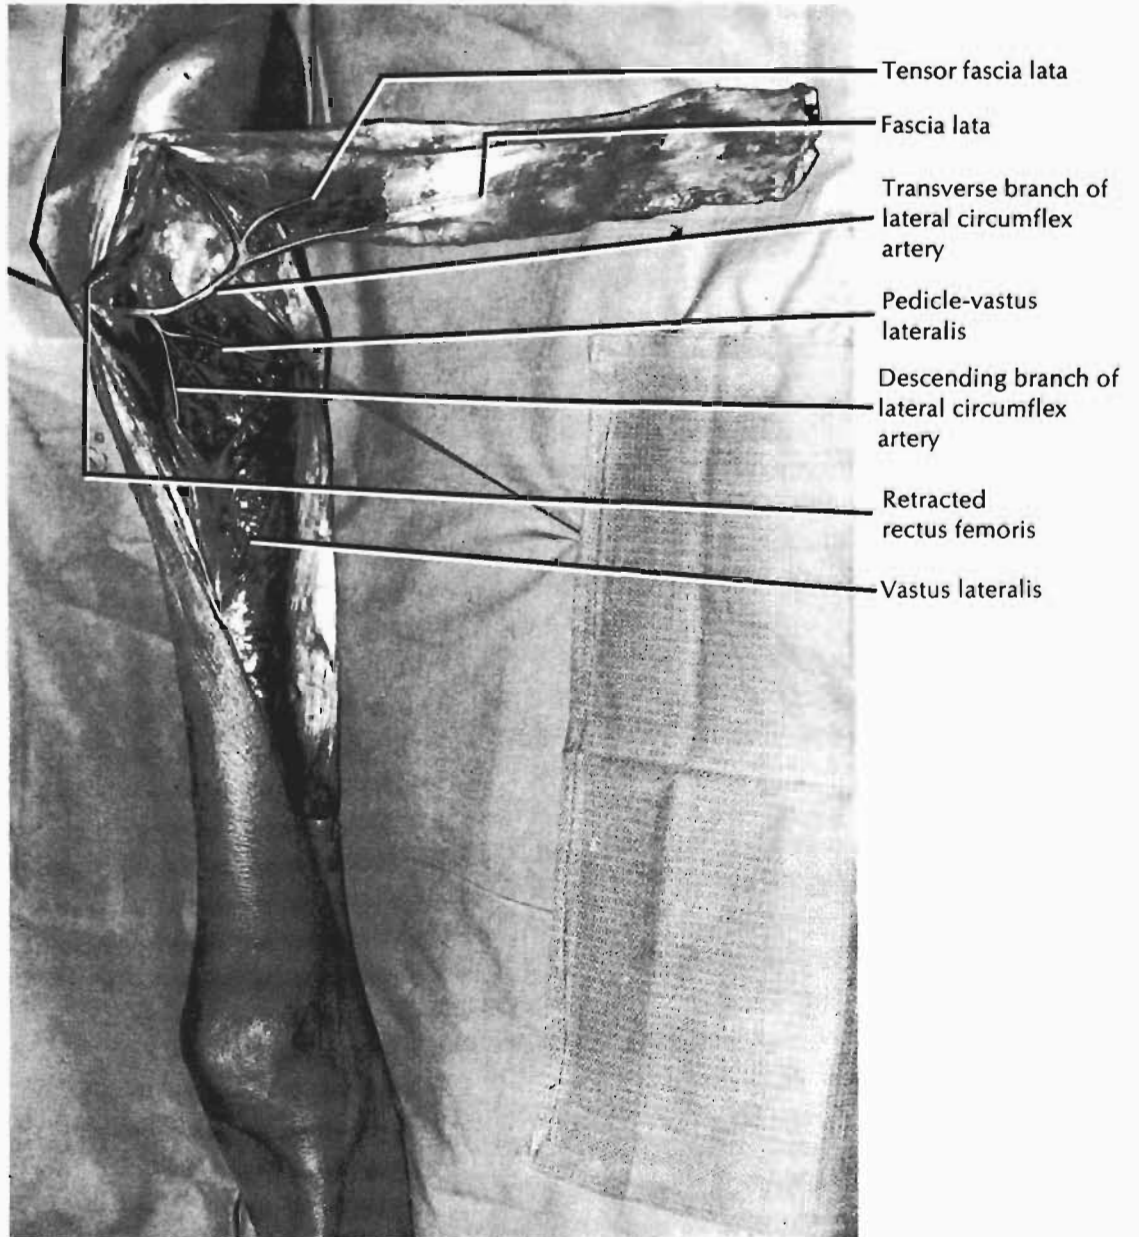 Tensor fascia lata
Fascia lata
Transverse branch of
lateral circumflex
artery
Pedicle-vastus
lateralis
Descending branch of
lateral circumflex
artery
Retracted
rectus femoris
Vastus lateralis